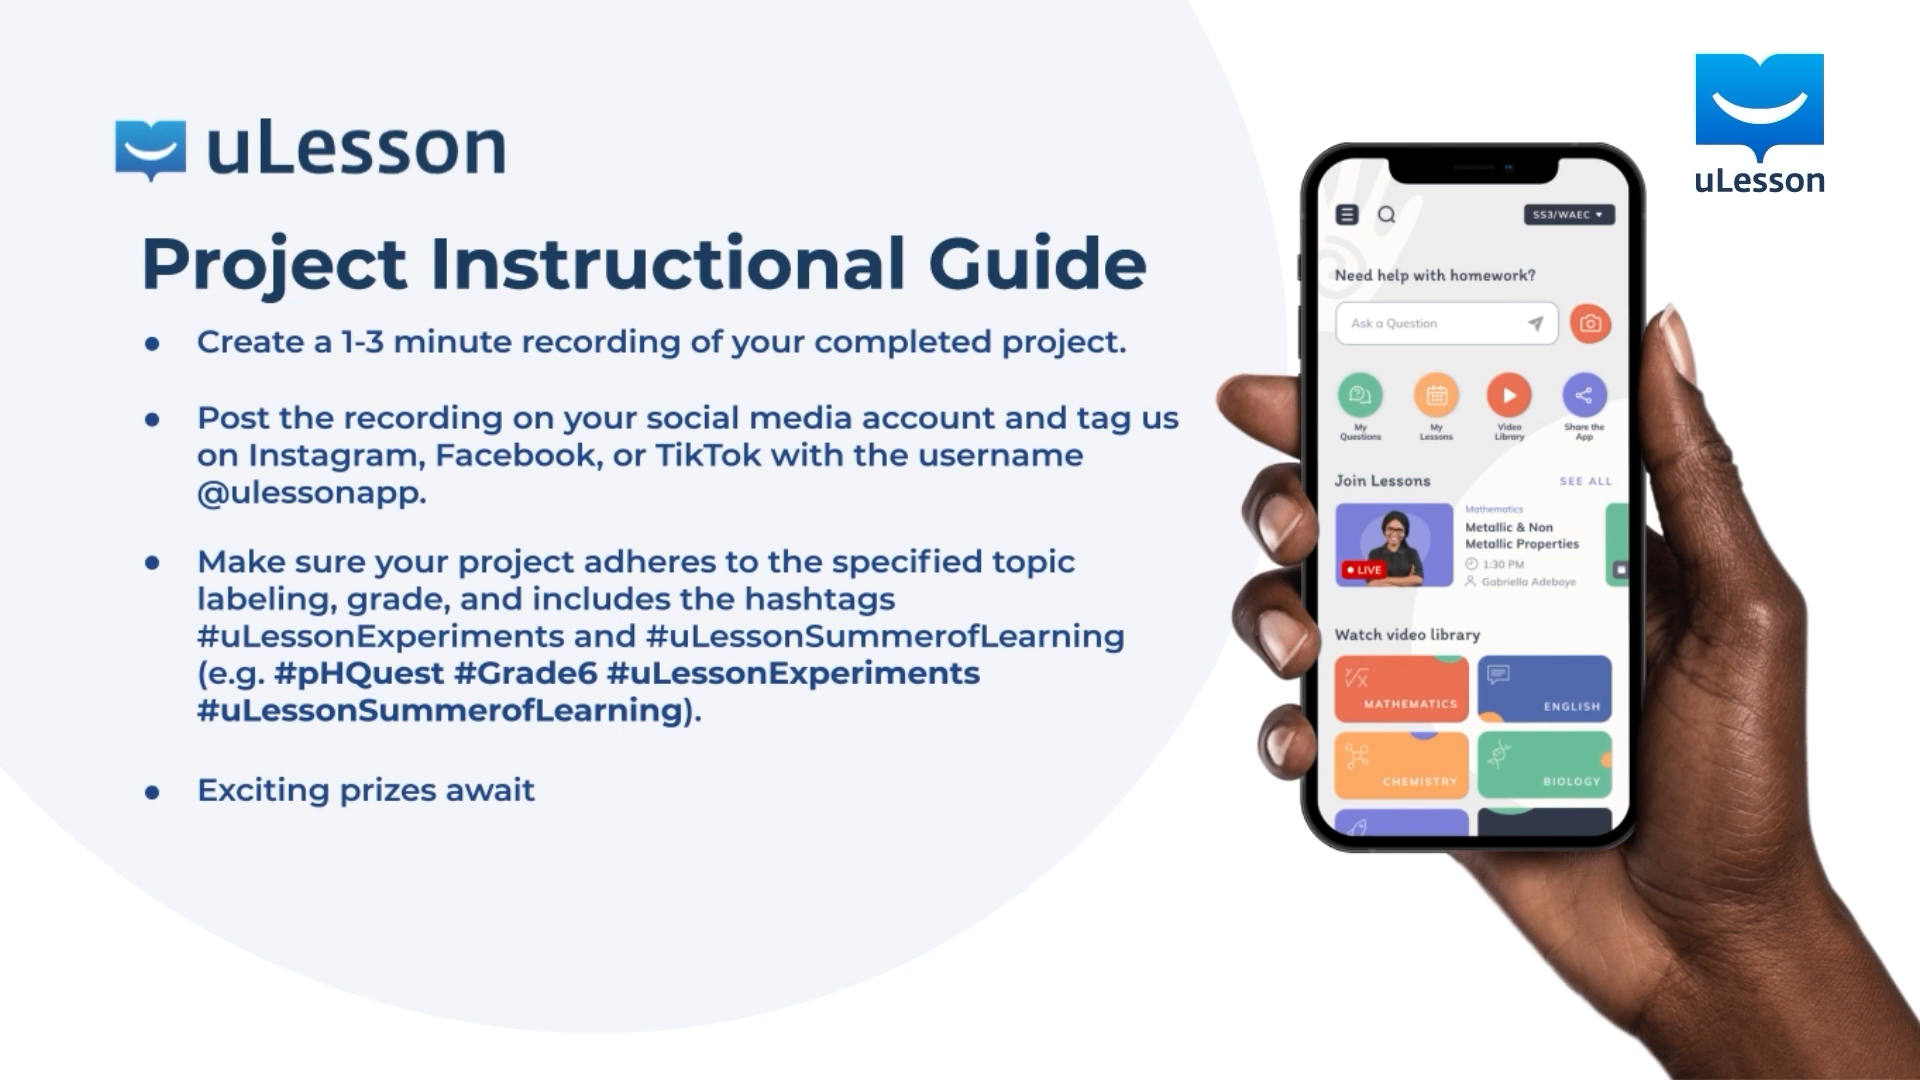 uLesson
Project Instructional Guide
• Create a 1-3 minute recording of your completed project.
• Post the recording on your social media account and tag us
on Instagram, Facebook, or TikTok with the username
@ulessonapp.
• Make sure your project adheres to the specified topic
labeling, grade, and includes the hashtags
#uLessonExperiments and #uLessonSummerofLearning
(e.g. #pHQuest #Grade6 #uLessonExperiments
#uLessonSummerofLearning).
• Exciting prizes await
uLesson
SS3/WAEC
Need help with homework?
Ask a Question
My
Questions
My
Lessons
Video
Library
Share the
App
Join Lessons
SEE ALL
LIVE
Mathematics
Metallic & Non
Metallic Properties
1:30 PM
Gabriella Adeboye
Watch video library
√X
MATHEMATICS
ENGLISH
CHEMISTRY
BIOLOGY